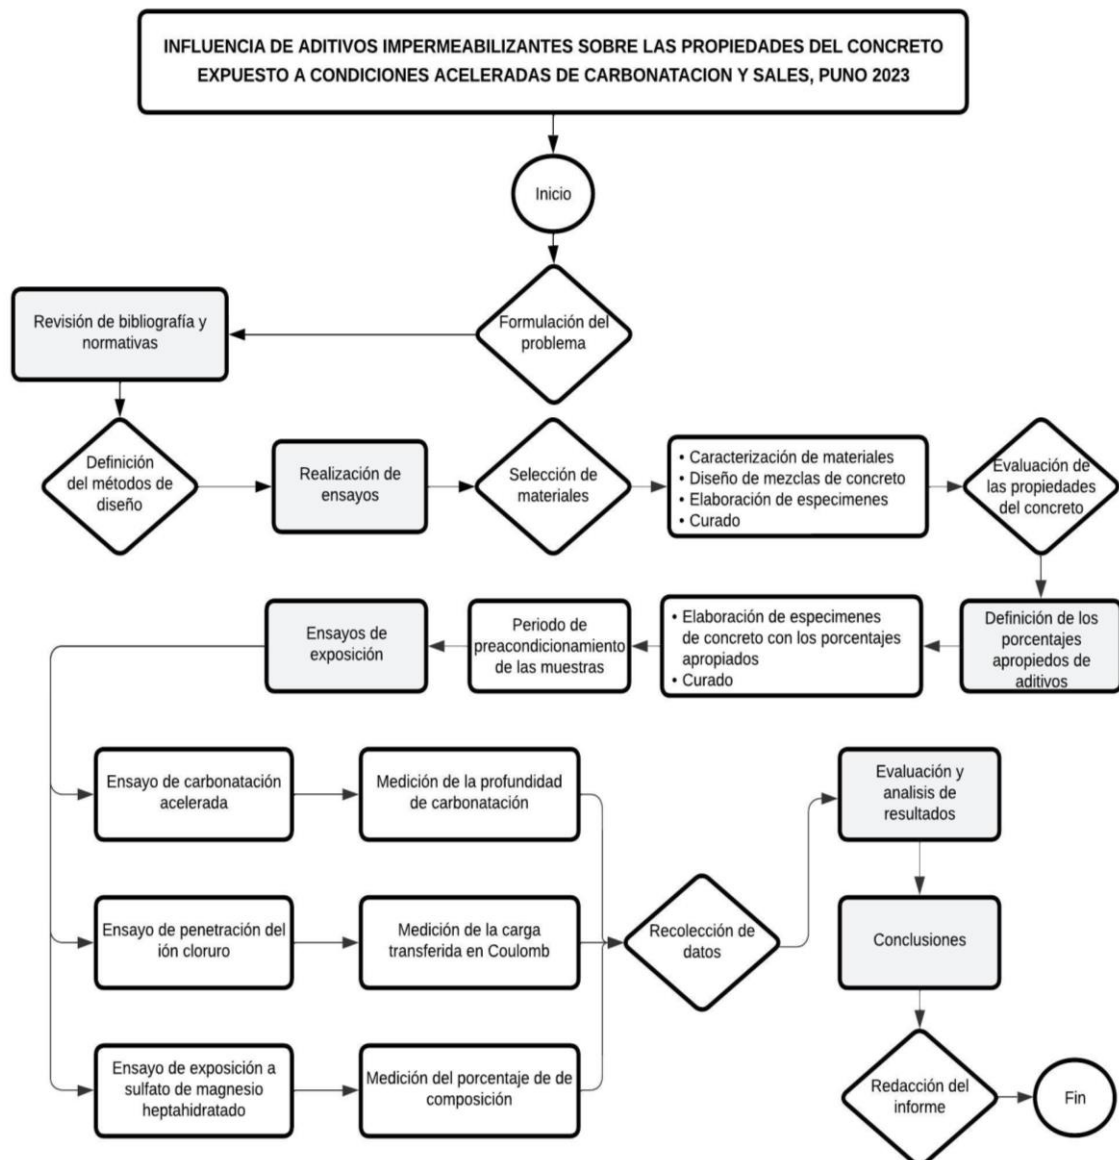 INFLUENCIA DE ADITIVOS IMPERMEABILIZANTES SOBRE LAS PROPIEDADES DEL CONCRETO
EXPUESTO A CONDICIONES ACELERADAS DE CARBONATACION Y SALES, PUNO 2023
Inicio
Formulación del
problema
Revisión de bibliografía y
normativas
Definición
del métodos de
diseño
Realización de
ensayos
Selección de
materiales
• Caracterización de materiales
• Diseño de mezclas de concreto
• Elaboración de especimenes
• Curado
Evaluación de
las propiedades
del concreto
Definición de los
porcentajes
apropiedos de
aditivos
• Elaboración de especimenes
de concreto con los porcentajes
apropiados
• Curado
Periodo de
preacondicionamiento
de las muestras
Ensayos de
exposición
Ensayo de carbonatación
acelerada
Medición de la profundidad
de carbonatación
Ensayo de penetración del
ión cloruro
Medición de la carga
transferida en Coulomb
Ensayo de exposición a
sulfato de magnesio
heptahidratado
Medición del porcentaje de de
composición
Recolección de
datos
Evaluación y
analisis de
resultados
Conclusiones
Redacción del
informe
Fin